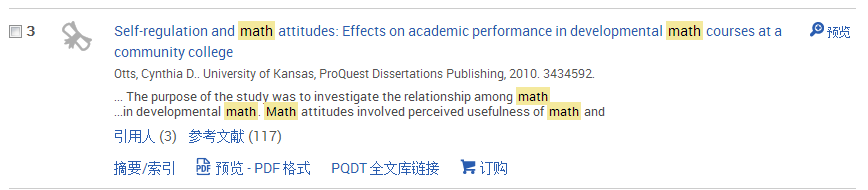 3 Self-regulation and math attitudes: Effects on academic performance in developmental math courses at a 预览
community college
Otts, Cynthia D.. University of Kansas, ProQuest Dissertations Publishing, 2010. 3434592.
... The purpose of the study was to investigate the relationship among math
...in developmental math. Math attitudes involved perceived usefulness of math and
引用人 (3) 参考文献 (117)
摘要/索引 PDF 预览 - PDF 格式 PQDT 全文库链接 订购